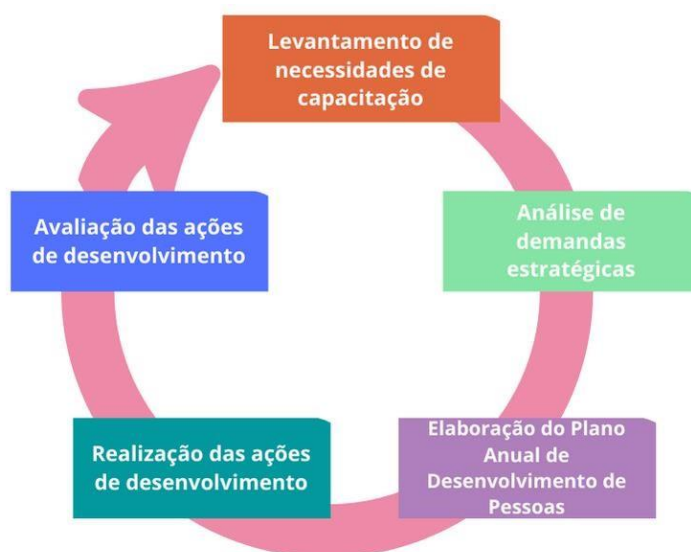 Levantamento de
necessidades de
capacitação
Análise de
demandas
estratégicas
Elaboração do Plano
Anual de
Desenvolvimento de
Pessoas
Realização das ações
de desenvolvimento
Avaliação das ações
de desenvolvimento